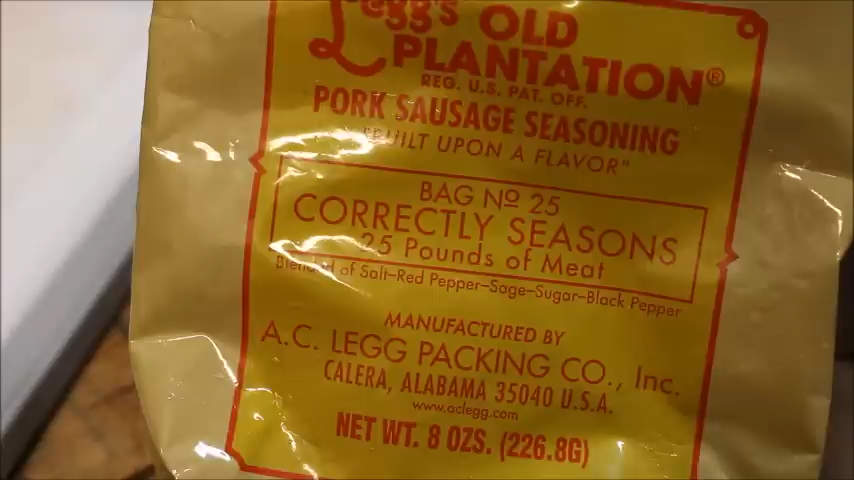 Legg's OLD
PLANTATION®
REG. U.S. PAT. OFF.
PORK SAUSAGE SEASONING
"BUILT UPON A FLAVOR"
BAG Nº 25
CORRECTLY SEASONS
25 Pounds of Meat
Blended of Salt–Red Pepper–Sage–Sugar–Black Pepper
MANUFACTURED BY
A.C. LEGG PACKING CO., Inc.
CALERA, ALABAMA 35040 U.S.A.
www.aclegg.com
NET WT. 8 OZS. (226.8G)